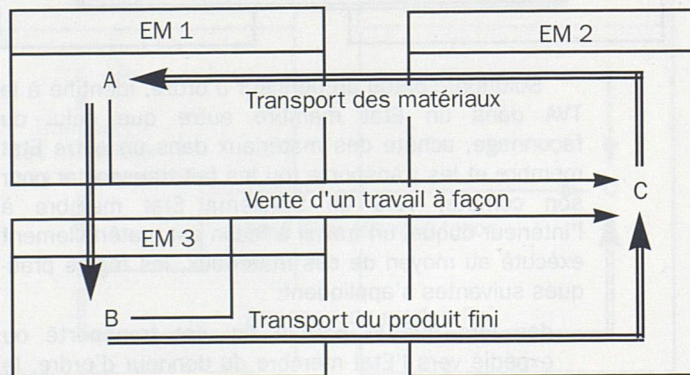 EM 1
EM 2
A
Transport des matériaux
Vente d'un travail à façon
C
EM 3
B
Transport du produit fini